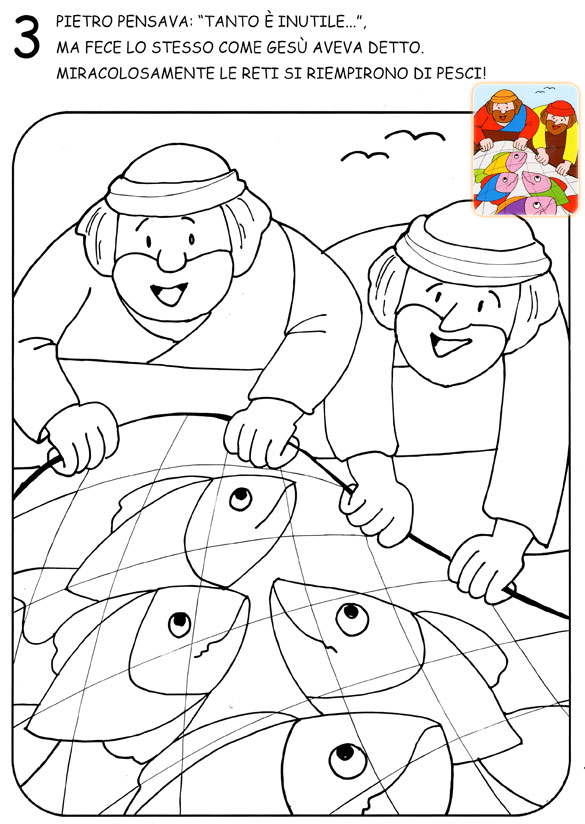 3
PIETRO PENSAVA: “TANTO È INUTILE...”,
MA FECE LO STESSO COME GESÙ AVEVA DETTO.
MIRACOLOSAMENTE LE RETI SI RIEMPIRONO DI PESCI!